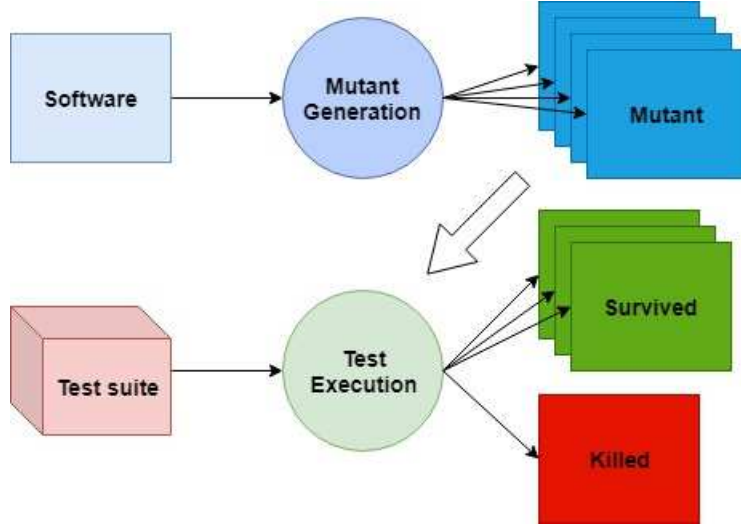 Software
Mutant
Generation
Mutant
Test suite
Test
Execution
Survived
Killed